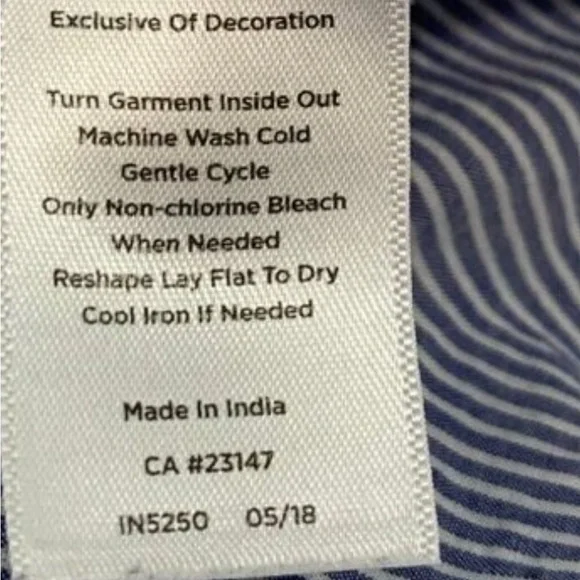 Exclusive Of Decoration
Turn Garment Inside Out
Machine Wash Cold
Gentle Cycle
Only Non-chlorine Bleach
When Needed
Reshape Lay Flat To Dry
Cool Iron If Needed
Made In India
CA #23147
IN5250 05/18